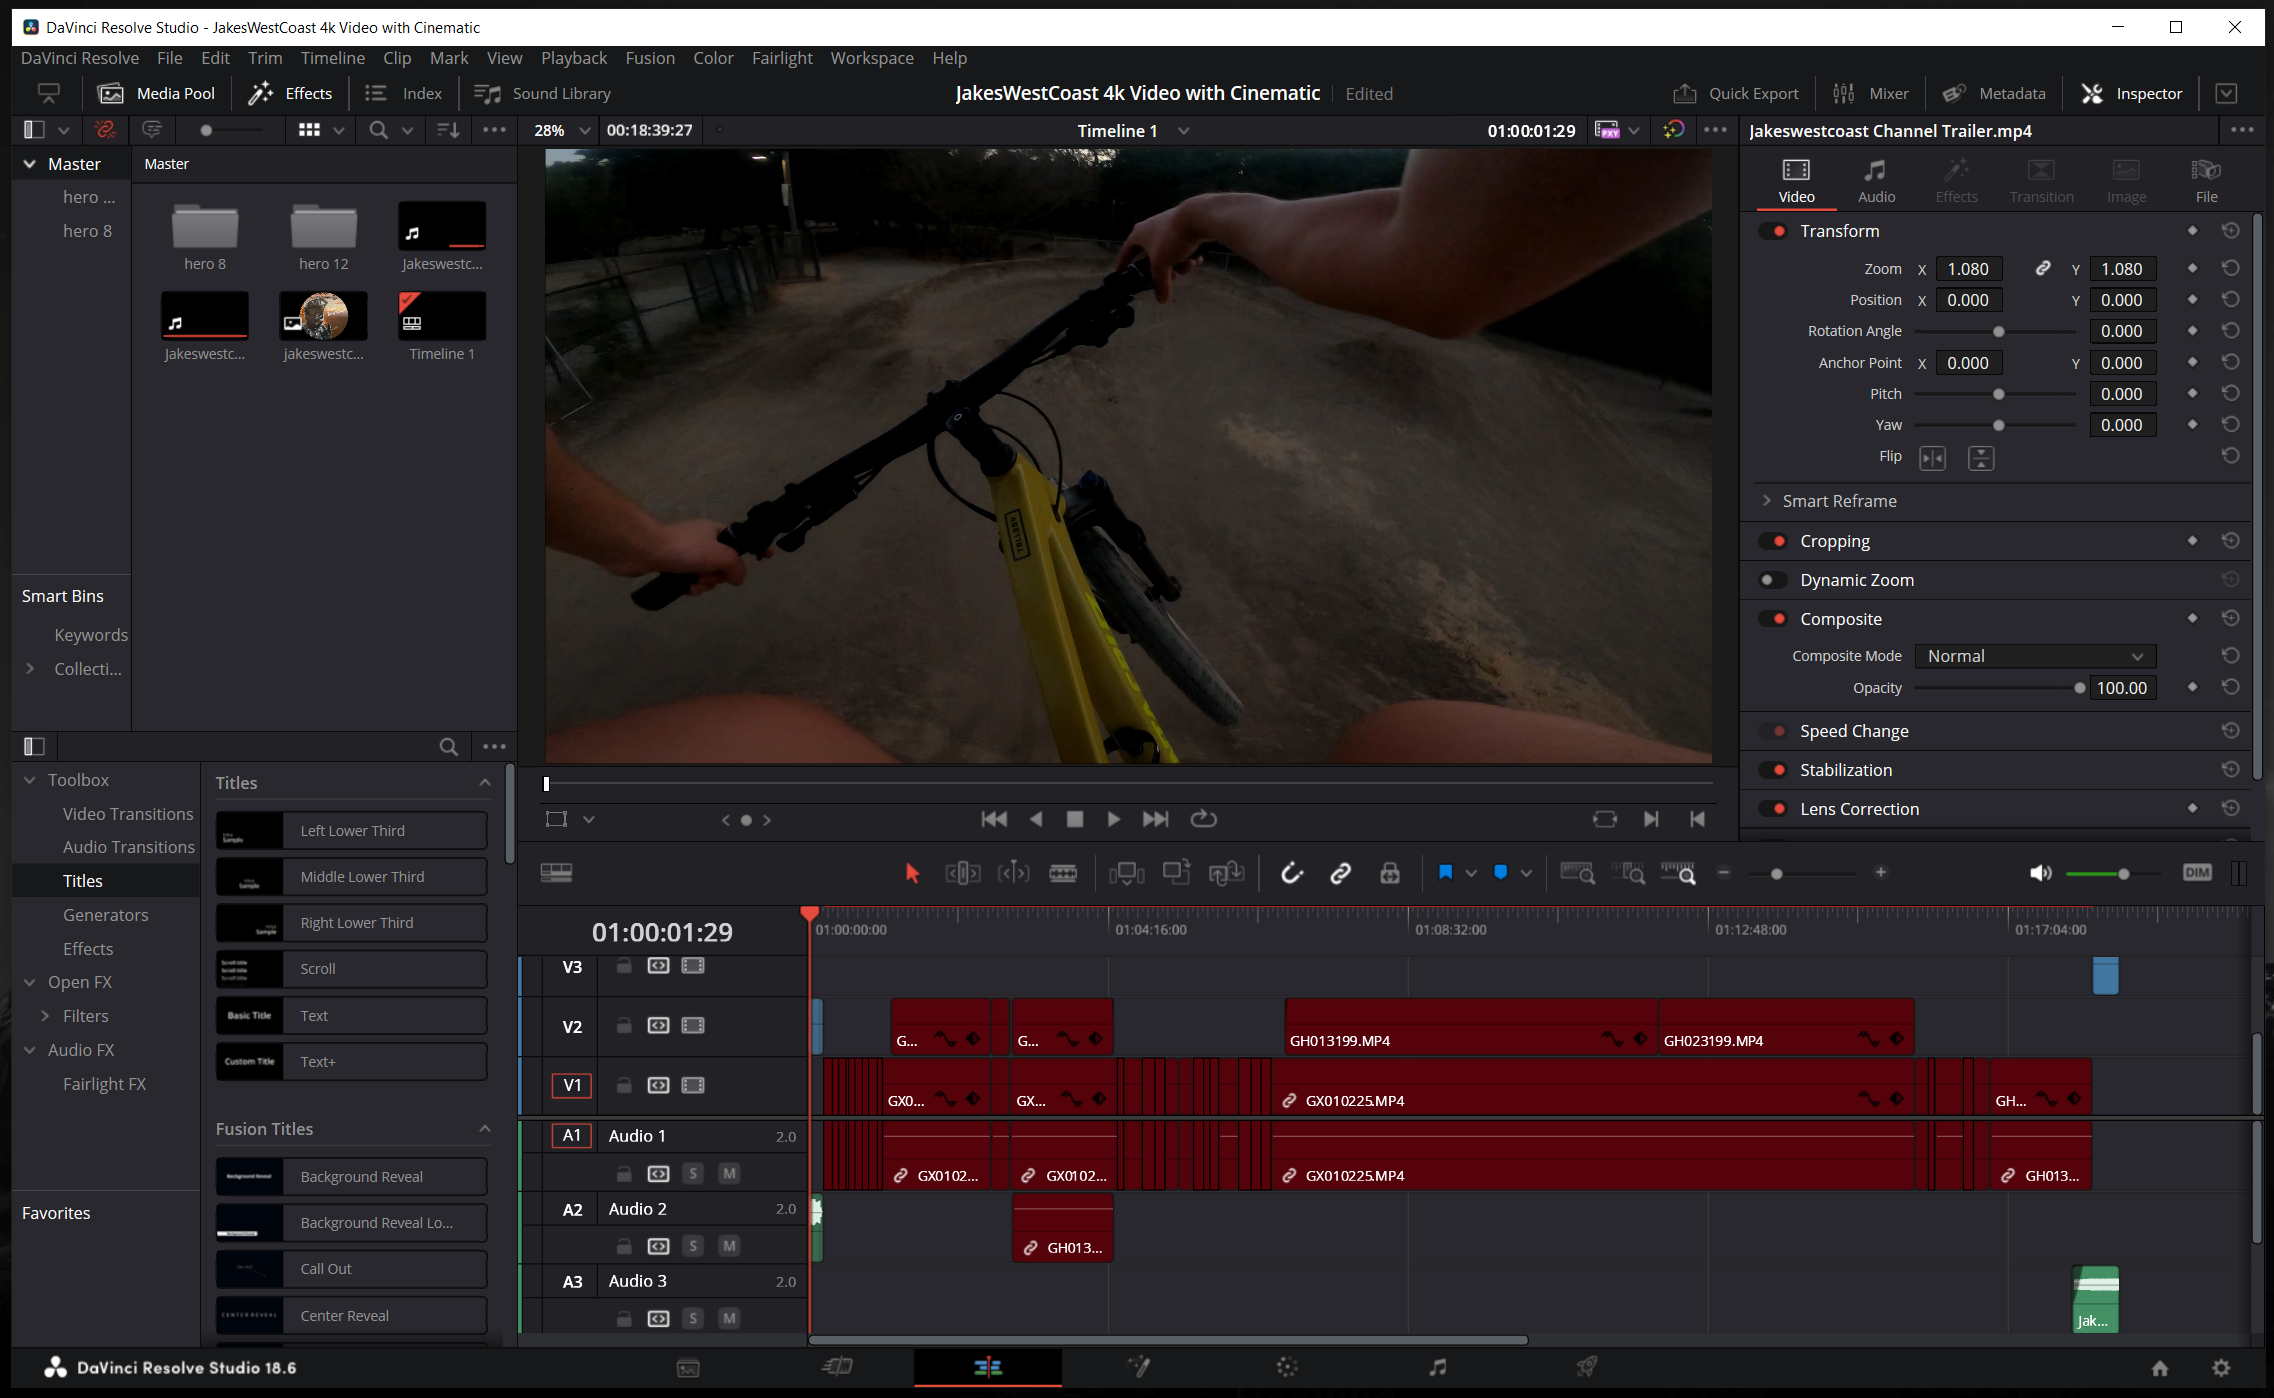 DaVinci Resolve Studio - JakesWestCoast 4k Video with Cinematic
DaVinci Resolve File Edit Trim Timeline Clip Mark View Playback Fusion Color Fairlight Workspace Help
Media Pool Effects Index Sound Library
JakesWestCoast 4k Video with Cinematic Edited
Quick Export Mixer Metadata Inspector
28% 00:18:39:27 Timeline 1 01:00:01:29
PXY
Jakeswestcoast Channel Trailer.mp4
Master
hero ...
hero 8
Master
hero 8 hero 12 Jakeswestc...
Jakeswestc... jakeswestc... Timeline 1
Smart Bins
Keywords
Collecti...
TALLBOY
Video Audio Effects Transition Image File
Transform
Zoom X 1.080 Y 1.080
Position X 0.000 Y 0.000
Rotation Angle 0.000
Anchor Point X 0.000 Y 0.000
Pitch 0.000
Yaw 0.000
Flip
Smart Reframe
Cropping
Dynamic Zoom
Composite
Composite Mode Normal
Opacity 100.00
Speed Change
Stabilization
Lens Correction
Toolbox
Video Transitions
Audio Transitions
Titles
Generators
Effects
Open FX
Filters
Audio FX
Fairlight FX
Favorites
Titles
Sample Left Lower Third
Sample Middle Lower Third
Sample Right Lower Third
Scroll
Basic Title Text
Custom Title Text+
Fusion Titles
Background Reveal Background Reveal
Background Reveal Lo...
Call Out
CENTER REVEAL Center Reveal
DIM
01:00:01:29
01:00:00:00 01:04:16:00 01:08:32:00 01:12:48:00 01:17:04:00
V3
V2 G... G... GH013199.MP4 GH023199.MP4
V1 GX0... GX... GX010225.MP4 GH...
A1 Audio 1 2.0
S M GX0102... GX0102... GX010225.MP4 GH013...
A2 Audio 2 2.0
S M GH013...
A3 Audio 3 2.0
S M Jak...
DaVinci Resolve Studio 18.6